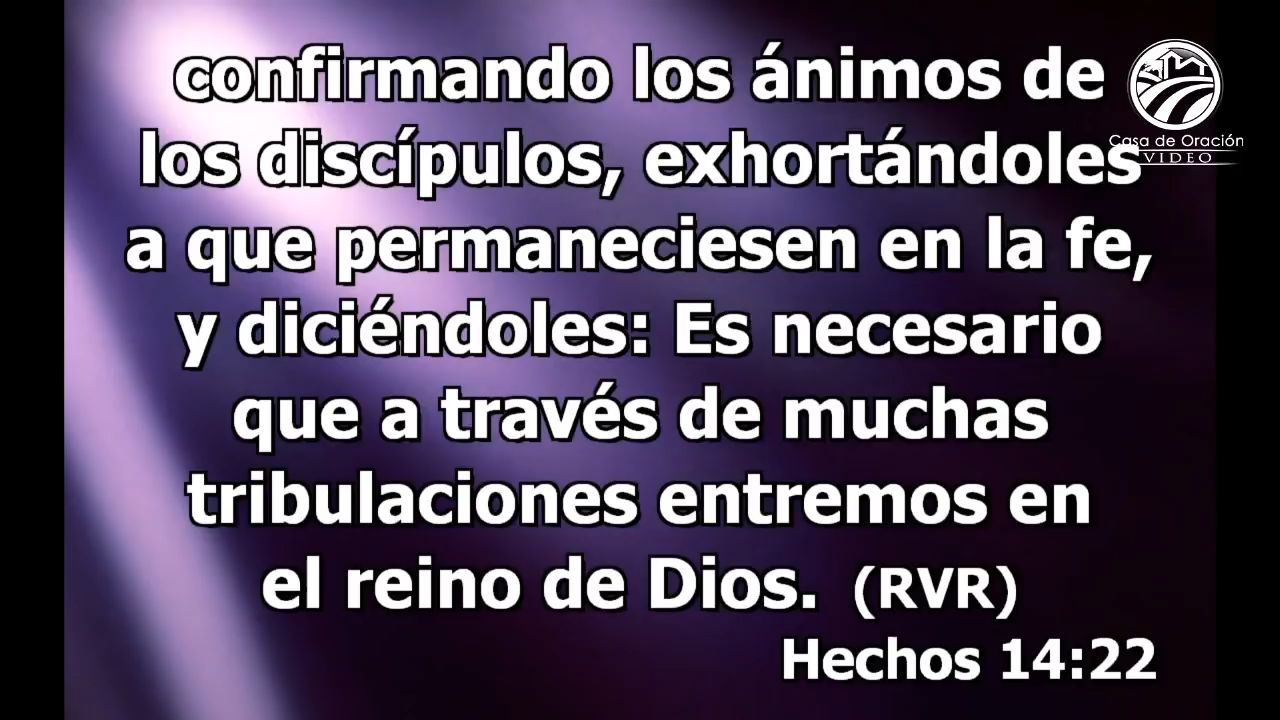 confirmando los ánimos de
los discípulos, exhortándoles
a que permaneciesen en la fe,
y diciéndoles: Es necesario
que a través de muchas
tribulaciones entremos en
el reino de Dios. (RVR)
Hechos 14:22
Casa de Oración
VIDEO